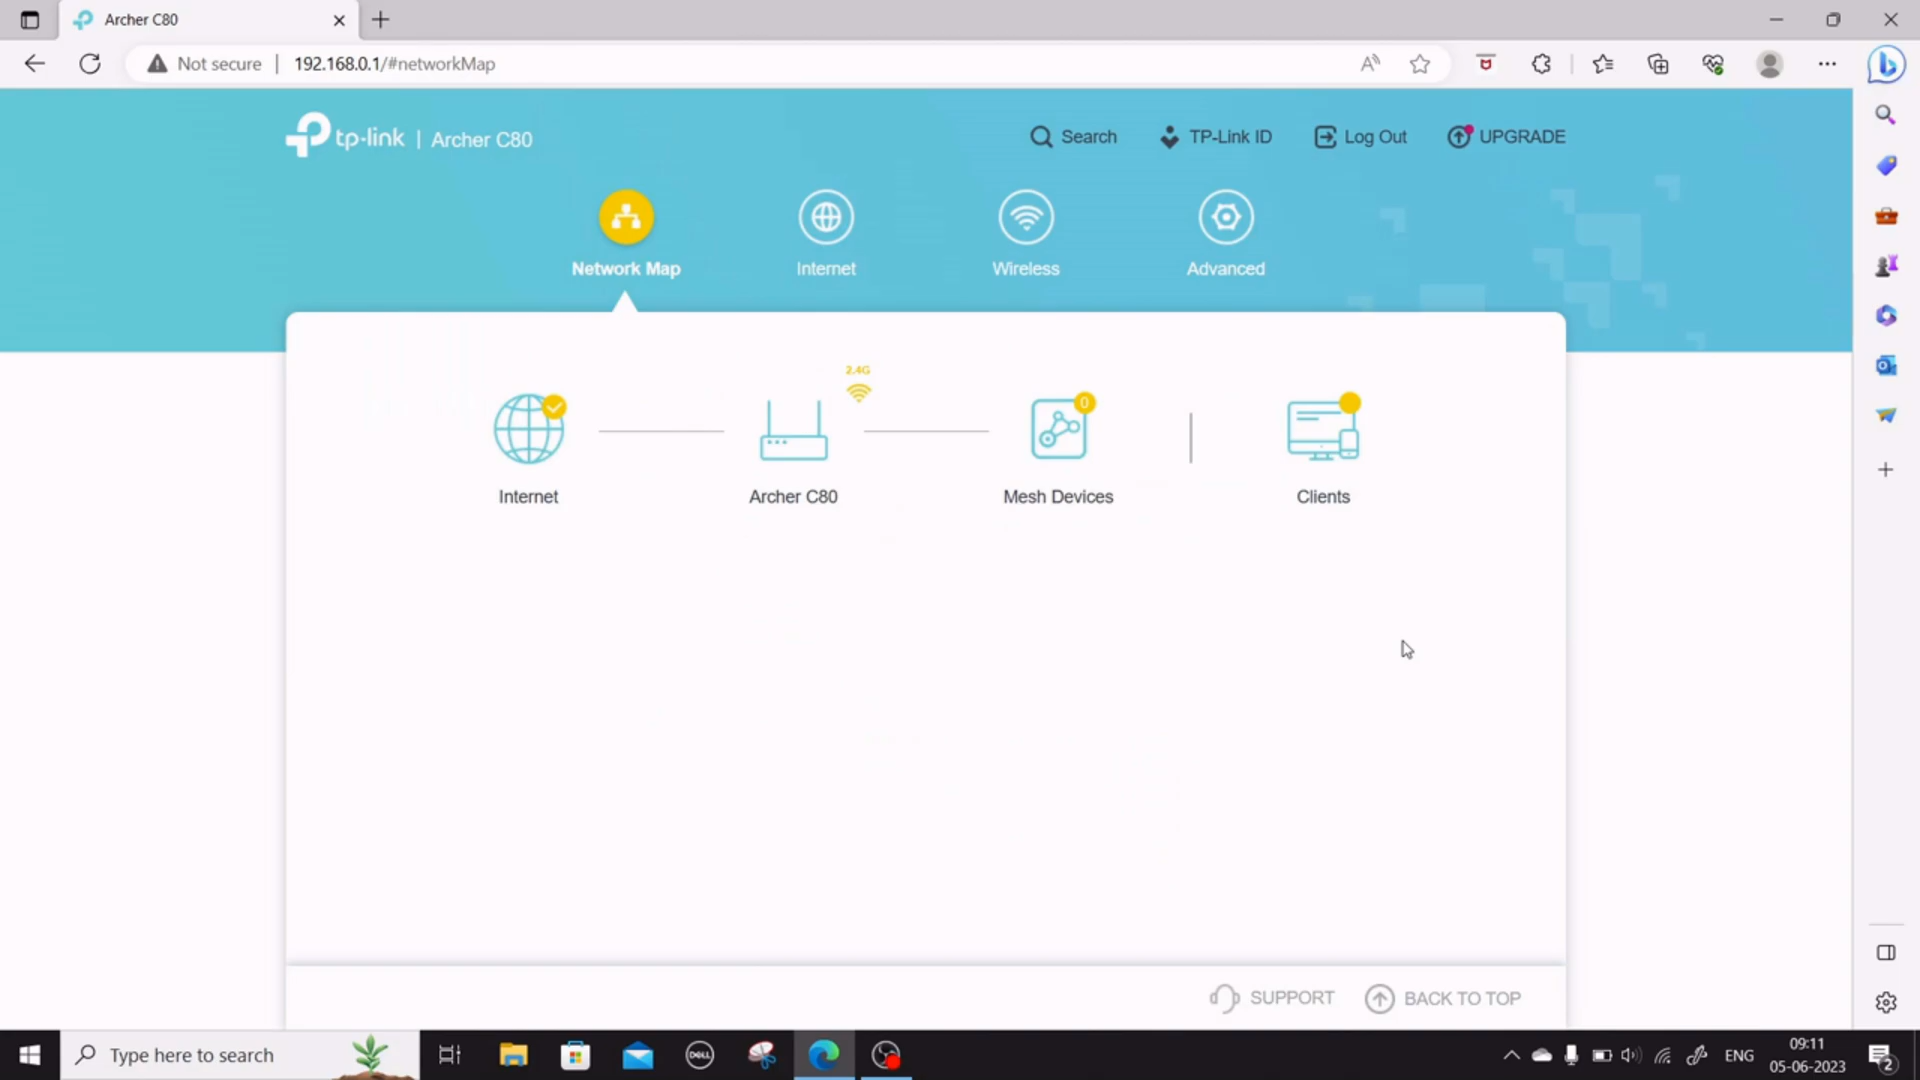 Archer C80
Not secure
192.168.0.1/#networkMap
tp-link | Archer C80
Search
TP-Link ID
Log Out
UPGRADE
Network Map
Internet
Wireless
Advanced
2.4G
0
Internet
Archer C80
Mesh Devices
Clients
SUPPORT
BACK TO TOP
Type here to search
DELL
ENG
09:11
05-06-2023
2